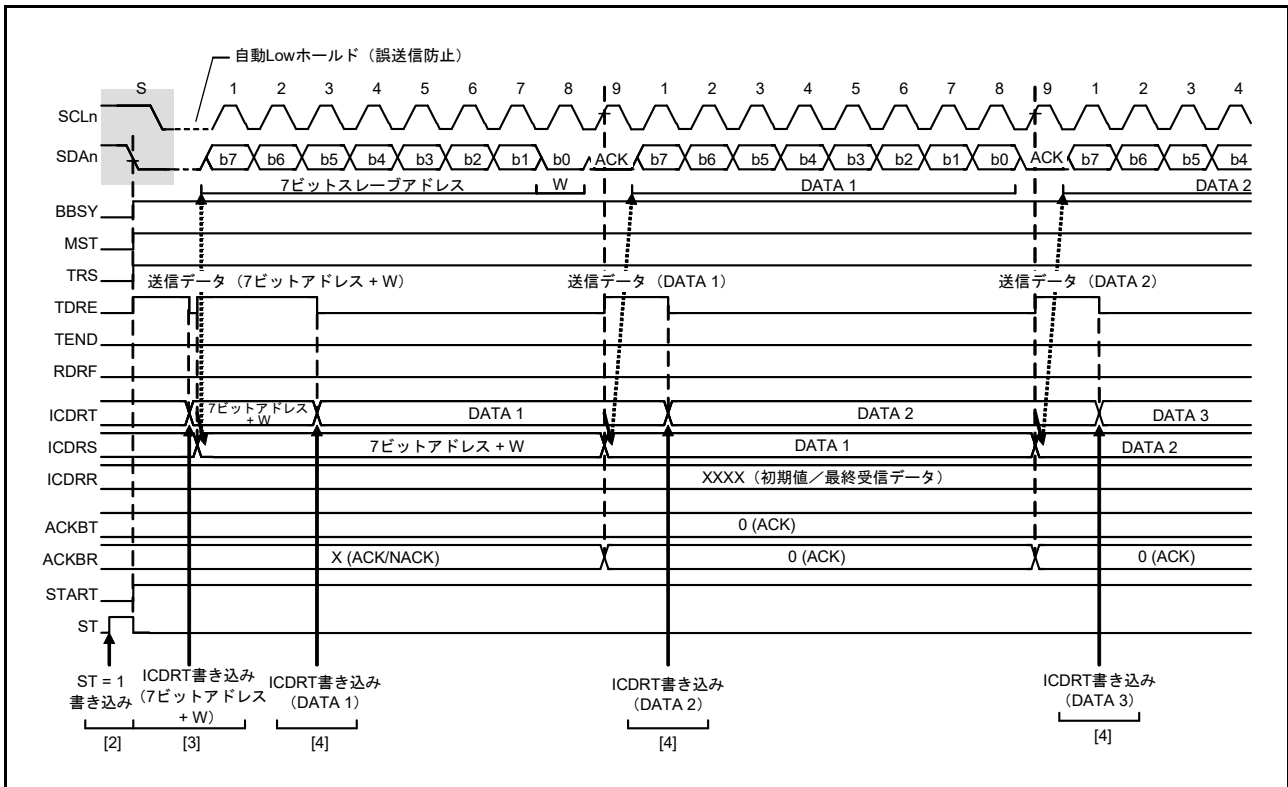 自動Lowホールド（誤送信防止）
S 1 2 3 4 5 6 7 8 9 1 2 3 4 5 6 7 8 9 1 2 3 4
SCLn
SDAn b7 b6 b5 b4 b3 b2 b1 b0 ACK b7 b6 b5 b4 b3 b2 b1 b0 ACK b7 b6 b5 b4
7ビットスレーブアドレス W DATA 1 DATA 2
BBSY
MST
TRS
送信データ（7ビットアドレス + W） 送信データ（DATA 1） 送信データ（DATA 2）
TDRE
TEND
RDRF
ICDRT 7ビットアドレス
+ W
DATA 1 DATA 2 DATA 3
ICDRS 7ビットアドレス + W DATA 1 DATA 2
ICDRR XXXX（初期値／最終受信データ）
ACKBT 0 (ACK)
ACKBR X (ACK/NACK) 0 (ACK) 0 (ACK)
START
ST
ST = 1
書き込み
ICDRT書き込み
（7ビットアドレス
+ W）
ICDRT書き込み
（DATA 1）
ICDRT書き込み
（DATA 2）
ICDRT書き込み
（DATA 3）
[2] [3] [4] [4] [4]